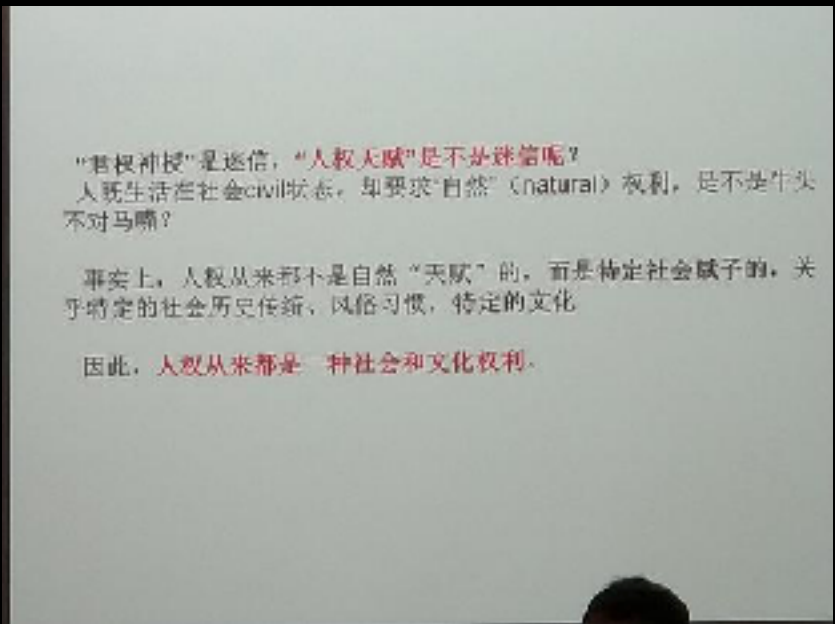 “君权神授”是迷信，“人权天赋”是不是迷信呢？
人既生活在社会civil状态，却要求“自然”（natural）权利，是不是牛头
不对马嘴？
事实上，人权从来都不是自然“天赋”的，而是特定社会赋予的，关
乎特定的社会历史传统、风俗习惯，特定的文化
因此，人权从来都是一种社会和文化权利。